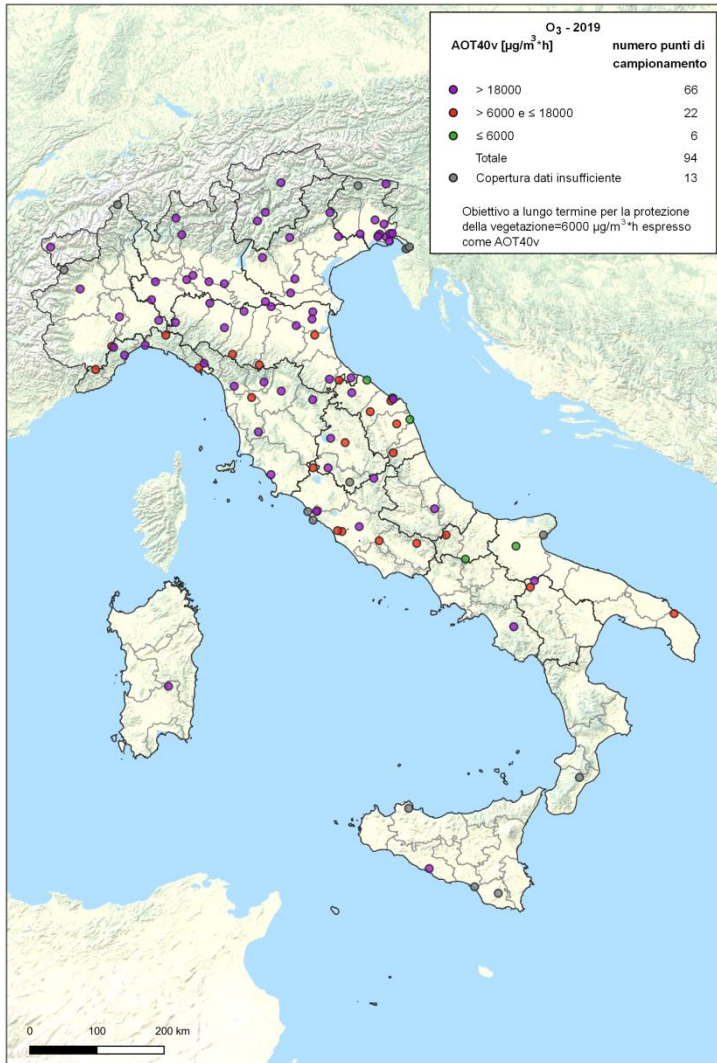 O₃ - 2019
AOT40v [µg/m³*h] numero punti di
campionamento
> 18000 66
> 6000 e ≤ 18000 22
≤ 6000 6
Totale 94
Copertura dati insufficiente 13
Obiettivo a lungo termine per la protezione
della vegetazione=6000 µg/m³*h espresso
come AOT40v
0 100 200 km